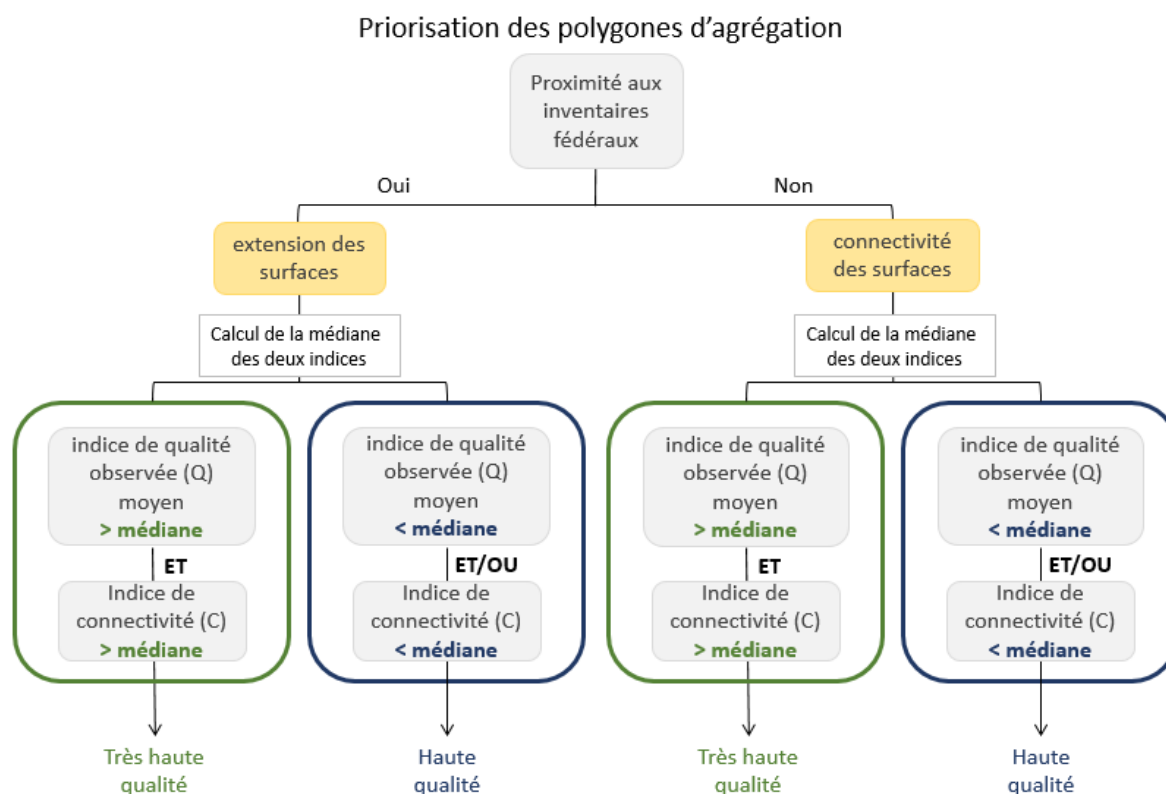 Priorisation des polygones d'agrégation
Proximité aux
inventaires
fédéraux
Oui
Non
extension des
surfaces
connectivité
des surfaces
Calcul de la médiane
des deux indices
Calcul de la médiane
des deux indices
indice de qualité
observée (Q)
moyen
> médiane
ET
Indice de
connectivité (C)
> médiane
indice de qualité
observée (Q)
moyen
< médiane
ET/OU
Indice de
connectivité (C)
< médiane
indice de qualité
observée (Q)
moyen
> médiane
ET
Indice de
connectivité (C)
> médiane
indice de qualité
observée (Q)
moyen
< médiane
ET/OU
Indice de
connectivité (C)
< médiane
Très haute
qualité
Haute
qualité
Très haute
qualité
Haute
qualité